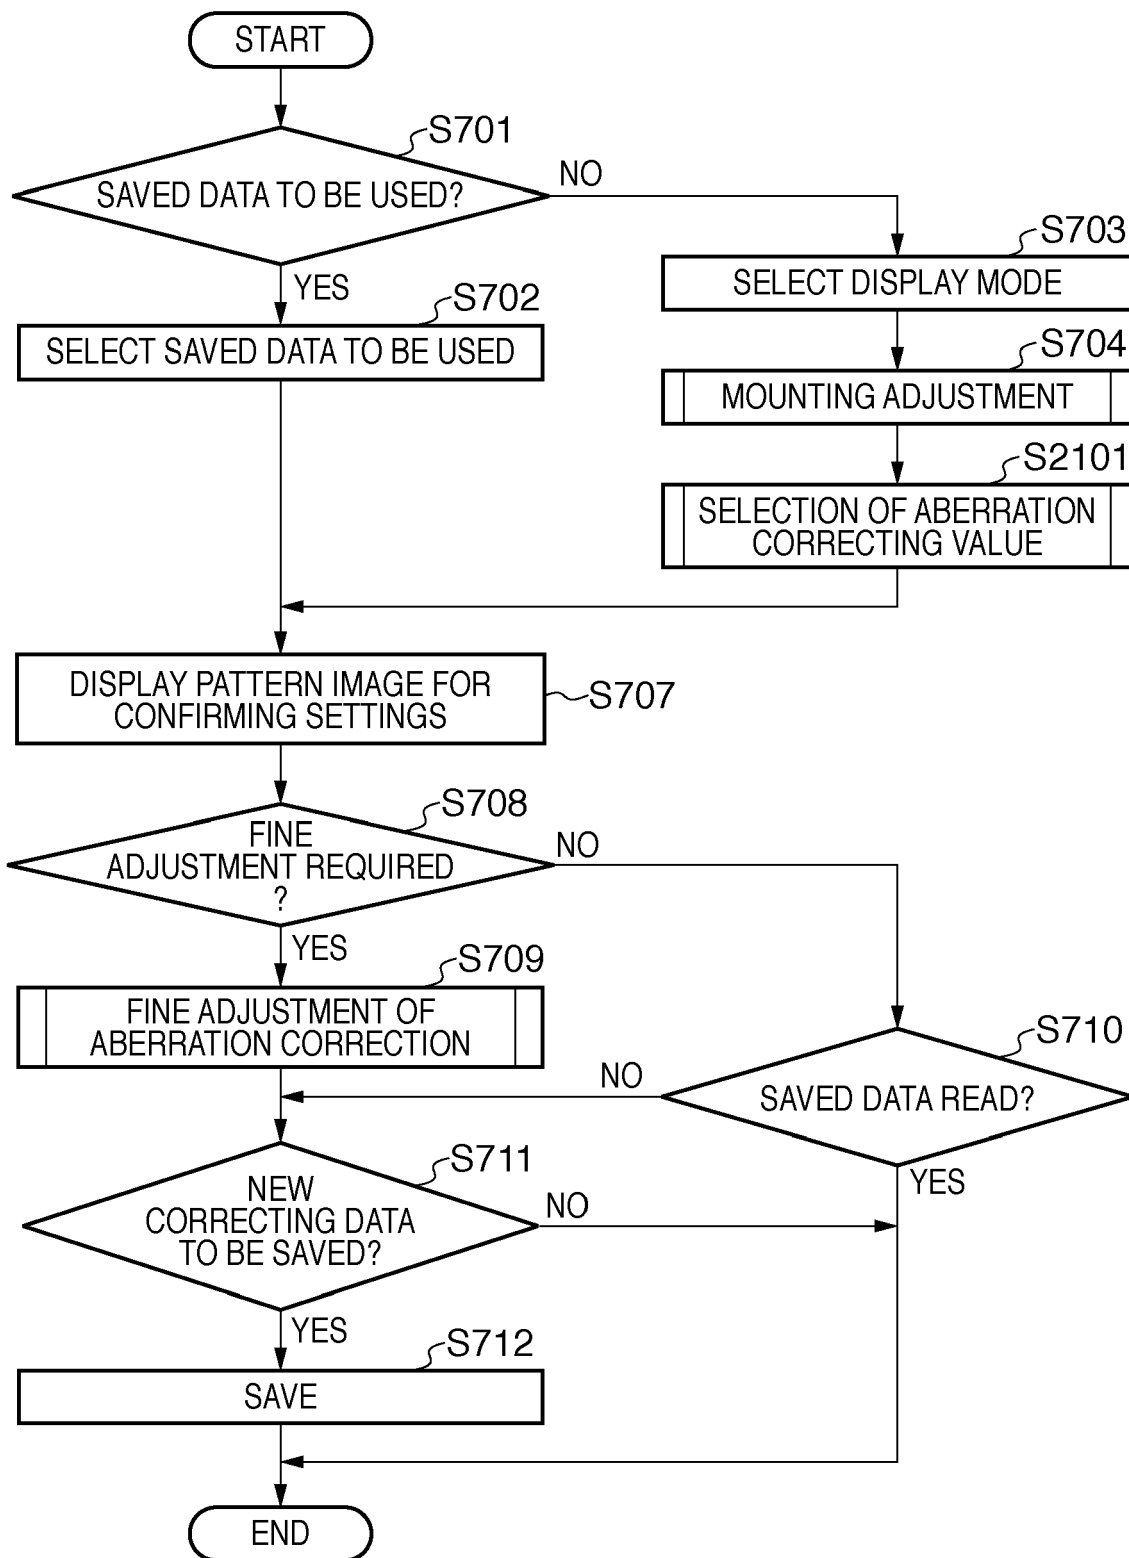 START
S701
SAVED DATA TO BE USED?
NO
YES
S703
SELECT DISPLAY MODE
S702
SELECT SAVED DATA TO BE USED
S704
MOUNTING ADJUSTMENT
S2101
SELECTION OF ABERRATION
CORRECTING VALUE
DISPLAY PATTERN IMAGE FOR
CONFIRMING SETTINGS
S707
S708
FINE
ADJUSTMENT REQUIRED
?
NO
YES
S709
FINE ADJUSTMENT OF
ABERRATION CORRECTION
S710
SAVED DATA READ?
NO
YES
S711
NEW
CORRECTING DATA
TO BE SAVED?
NO
YES
S712
SAVE
END